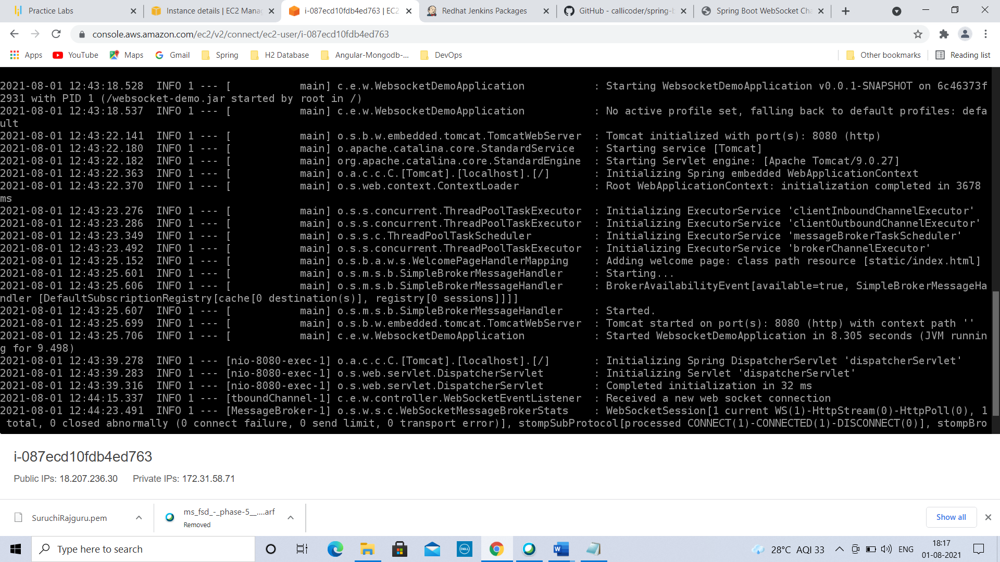 Practice Labs
Instance details | EC2 Manag
i-087ecd10fdb4ed763 | EC2
Redhat Jenkins Packages
GitHub - callicoder/spring-b
Spring Boot WebSocket Cha
console.aws.amazon.com/ec2/v2/connect/ec2-user/i-087ecd10fdb4ed763
Apps
YouTube
Maps
Gmail
Spring
H2 Database
Angular-Mongodb-...
DevOps
Other bookmarks
Reading list
2021-08-01 12:43:18.528  INFO 1 --- [           main] c.e.w.WebsocketDemoApplication           : Starting WebsocketDemoApplication v0.0.1-SNAPSHOT on 6c46373f
2931 with PID 1 (/websocket-demo.jar started by root in /)
2021-08-01 12:43:18.537  INFO 1 --- [           main] c.e.w.WebsocketDemoApplication           : No active profile set, falling back to default profiles: defa
ult
2021-08-01 12:43:22.141  INFO 1 --- [           main] o.s.b.w.embedded.tomcat.TomcatWebServer  : Tomcat initialized with port(s): 8080 (http)
2021-08-01 12:43:22.180  INFO 1 --- [           main] o.apache.catalina.core.StandardService   : Starting service [Tomcat]
2021-08-01 12:43:22.182  INFO 1 --- [           main] org.apache.catalina.core.StandardEngine  : Starting Servlet engine: [Apache Tomcat/9.0.27]
2021-08-01 12:43:22.363  INFO 1 --- [           main] o.a.c.c.C.[Tomcat].[localhost].[/]       : Initializing Spring embedded WebApplicationContext
2021-08-01 12:43:22.370  INFO 1 --- [           main] o.s.web.context.ContextLoader            : Root WebApplicationContext: initialization completed in 3678
ms
2021-08-01 12:43:23.276  INFO 1 --- [           main] o.s.s.concurrent.ThreadPoolTaskExecutor  : Initializing ExecutorService 'clientInboundChannelExecutor'
2021-08-01 12:43:23.286  INFO 1 --- [           main] o.s.s.concurrent.ThreadPoolTaskExecutor  : Initializing ExecutorService 'clientOutboundChannelExecutor'
2021-08-01 12:43:23.349  INFO 1 --- [           main] o.s.s.c.ThreadPoolTaskScheduler          : Initializing ExecutorService 'messageBrokerTaskScheduler'
2021-08-01 12:43:23.492  INFO 1 --- [           main] o.s.s.concurrent.ThreadPoolTaskExecutor  : Initializing ExecutorService 'brokerChannelExecutor'
2021-08-01 12:43:25.152  INFO 1 --- [           main] o.s.b.a.w.s.WelcomePageHandlerMapping    : Adding welcome page: class path resource [static/index.html]
2021-08-01 12:43:25.601  INFO 1 --- [           main] o.s.m.s.b.SimpleBrokerMessageHandler     : Starting...
2021-08-01 12:43:25.606  INFO 1 --- [           main] o.s.m.s.b.SimpleBrokerMessageHandler     : BrokerAvailabilityEvent[available=true, SimpleBrokerMessageHa
ndler [DefaultSubscriptionRegistry[cache[0 destination(s)], registry[0 sessions]]]]
2021-08-01 12:43:25.607  INFO 1 --- [           main] o.s.m.s.b.SimpleBrokerMessageHandler     : Started.
2021-08-01 12:43:25.699  INFO 1 --- [           main] o.s.b.w.embedded.tomcat.TomcatWebServer  : Tomcat started on port(s): 8080 (http) with context path ''
2021-08-01 12:43:25.706  INFO 1 --- [           main] c.e.w.WebsocketDemoApplication           : Started WebsocketDemoApplication in 8.305 seconds (JVM runnin
g for 9.498)
2021-08-01 12:43:39.278  INFO 1 --- [nio-8080-exec-1] o.a.c.c.C.[Tomcat].[localhost].[/]       : Initializing Spring DispatcherServlet 'dispatcherServlet'
2021-08-01 12:43:39.283  INFO 1 --- [nio-8080-exec-1] o.s.web.servlet.DispatcherServlet        : Initializing Servlet 'dispatcherServlet'
2021-08-01 12:43:39.316  INFO 1 --- [nio-8080-exec-1] o.s.web.servlet.DispatcherServlet        : Completed initialization in 32 ms
2021-08-01 12:44:15.337  INFO 1 --- [tboundChannel-1] c.e.w.controller.WebSocketEventListener  : Received a new web socket connection
2021-08-01 12:44:23.491  INFO 1 --- [MessageBroker-1] o.s.w.s.c.WebSocketMessageBrokerStats    : WebSocketSession[1 current WS(1)-HttpStream(0)-HttpPoll(0), 1
total, 0 closed abnormally (0 connect failure, 0 send limit, 0 transport error)], stompSubProtocol[processed CONNECT(1)-CONNECTED(1)-DISCONNECT(0)], stompBro
i-087ecd10fdb4ed763
Public IPs: 18.207.236.30 Private IPs: 172.31.58.71
SuruchiRajguru.pem
ms_fsd_-_phase-5__....arf
Removed
Show all
Type here to search
DELL
28°C AQI 33
ENG
18:17
01-08-2021